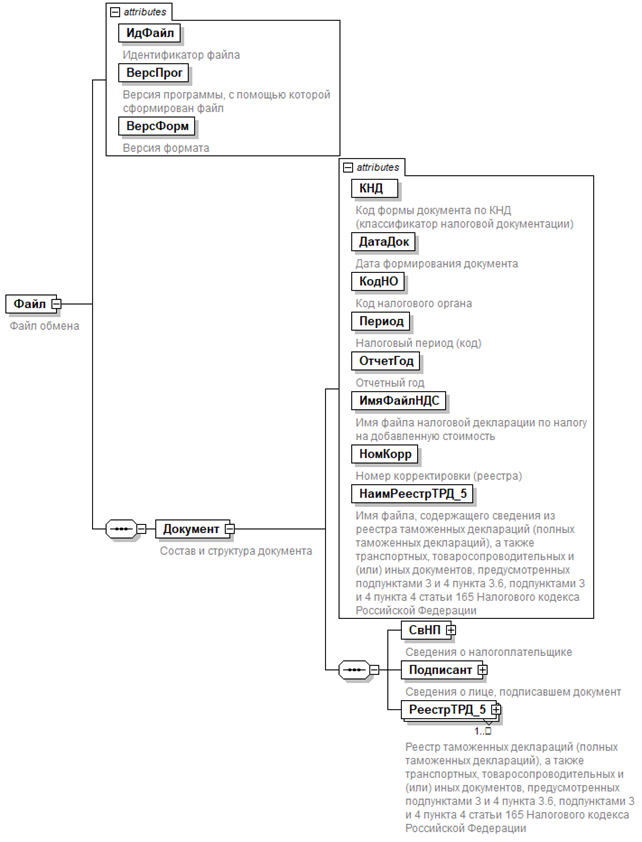 attributes
ИдФайл
Идентификатор файла
ВерсПрог
Версия программы, с помощью которой
сформирован файл
ВерсФорм
Версия формата
attributes
КНД
Код формы документа по КНД
(классификатор налоговой документации)
ДатаДок
Дата формирования документа
КодНО
Код налогового органа
Период
Налоговый период (код)
ОтчетГод
Отчетный год
ИмяФайлНДС
Имя файла налоговой декларации по налогу
на добавленную стоимость
НомКорр
Номер корректировки (реестра)
НаимРеестрТРД_5
Имя файла, содержащего сведения из
реестра таможенных деклараций (полных
таможенных деклараций), а также
транспортных, товаросопроводительных и
(или) иных документов, предусмотренных
подпунктами 3 и 4 пункта 3.6, подпунктами 3
и 4 пункта 4 статьи 165 Налогового кодекса
Российской Федерации
Файл
Файл обмена
Документ
Состав и структура документа
СвНП
Сведения о налогоплательщике
Подписант
Сведения о лице, подписавшем документ
РеестрТРД_5
1..
Реестр таможенных деклараций (полных
таможенных деклараций), а также
транспортных, товаросопроводительных и
(или) иных документов, предусмотренных
подпунктами 3 и 4 пункта 3.6, подпунктами 3
и 4 пункта 4 статьи 165 Налогового кодекса
Российской Федерации